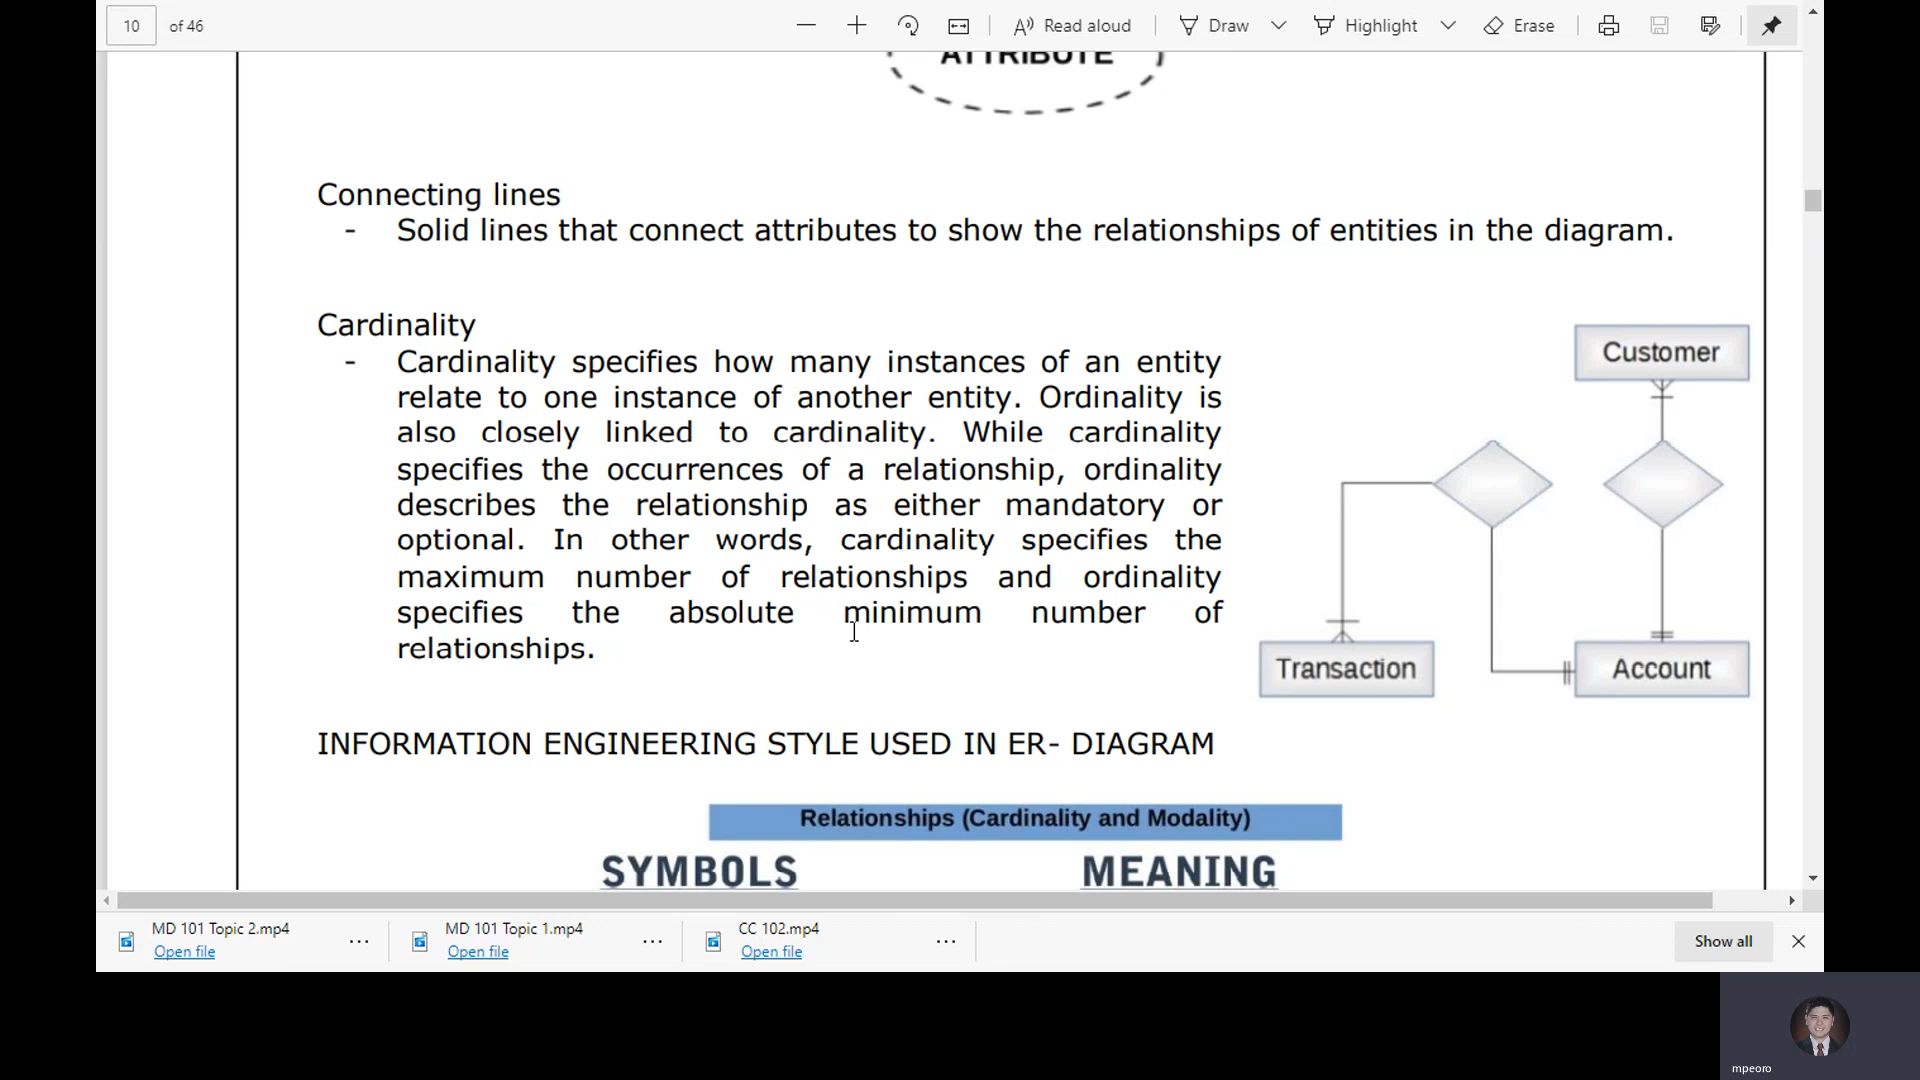 10 of 46 Read aloud Draw Highlight Erase
ATTRIBUTE
Connecting lines
- Solid lines that connect attributes to show the relationships of entities in the diagram.
Cardinality
- Cardinality specifies how many instances of an entity
relate to one instance of another entity. Ordinality is
also closely linked to cardinality. While cardinality
specifies the occurrences of a relationship, ordinality
describes the relationship as either mandatory or
optional. In other words, cardinality specifies the
maximum number of relationships and ordinality
specifies the absolute minimum number of
relationships.
Customer
Transaction
Account
INFORMATION ENGINEERING STYLE USED IN ER- DIAGRAM
Relationships (Cardinality and Modality)
SYMBOLS MEANING
MD 101 Topic 2.mp4
Open file
MD 101 Topic 1.mp4
Open file
CC 102.mp4
Open file
Show all
mpeoro